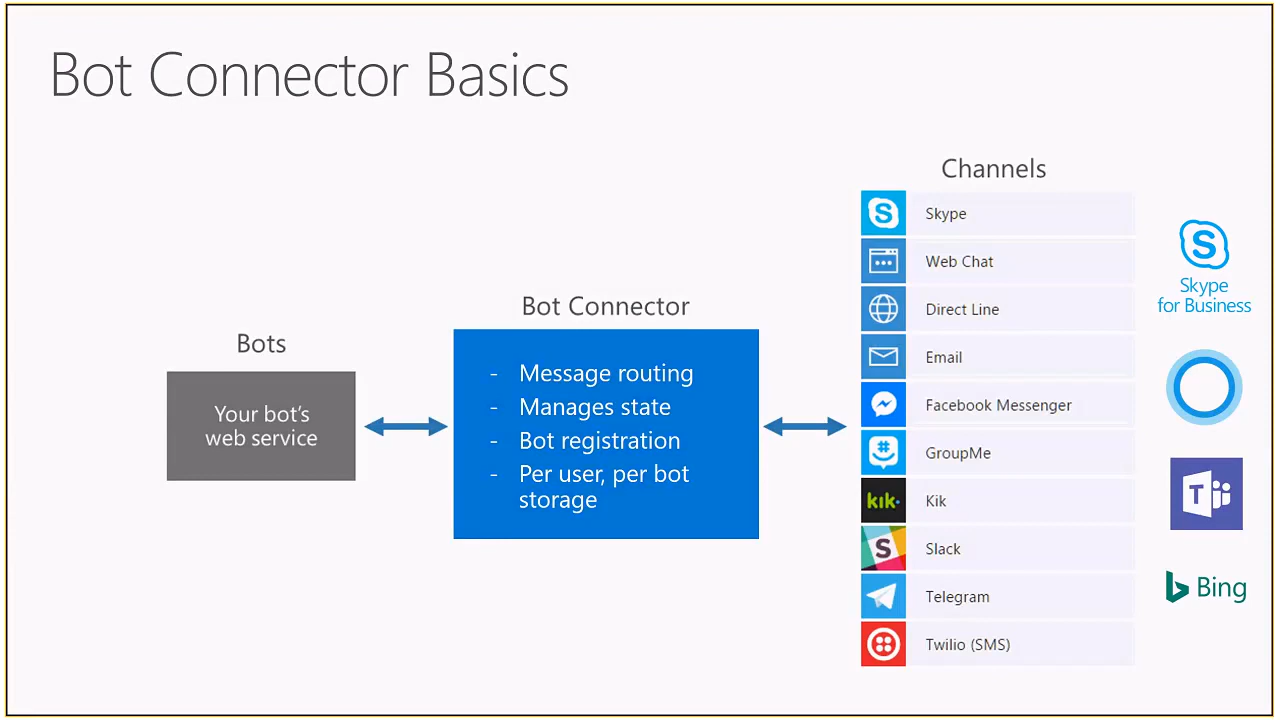 Bot Connector Basics
Bots
Your bot's
web service
Bot Connector
- Message routing
- Manages state
- Bot registration
- Per user, per bot
storage
Channels
Skype
Web Chat
Direct Line
Email
Facebook Messenger
GroupMe
kik.
Kik
S
Slack
Telegram
Twilio (SMS)
S
S
Skype
for Business
T
Bing